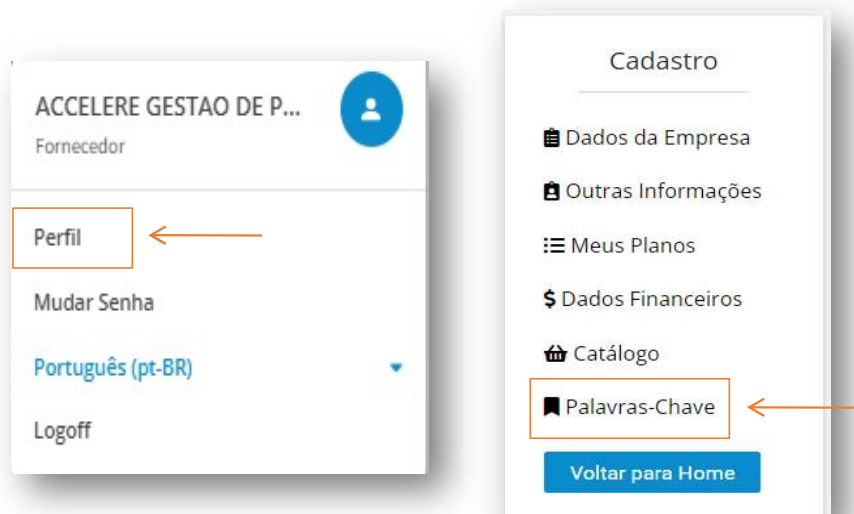 ACCELERE GESTAO DE P...
Fornecedor
Perfil
Mudar Senha
Português (pt-BR)
Logoff
Cadastro
Dados da Empresa
Outras Informações
Meus Planos
Dados Financeiros
Catálogo
Palavras-Chave
Voltar para Home